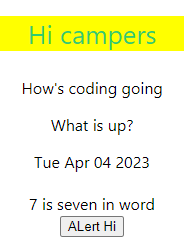 Hi campers
How's coding going
What is up?
Tue Apr 04 2023
7 is seven in word
ALert Hi